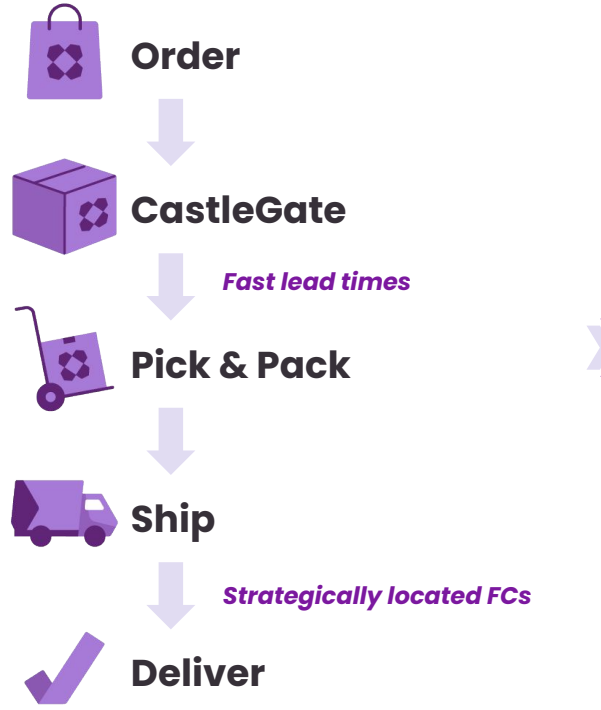 Order
CastleGate
Fast lead times
Pick & Pack
Ship
Strategically located FCs
Deliver